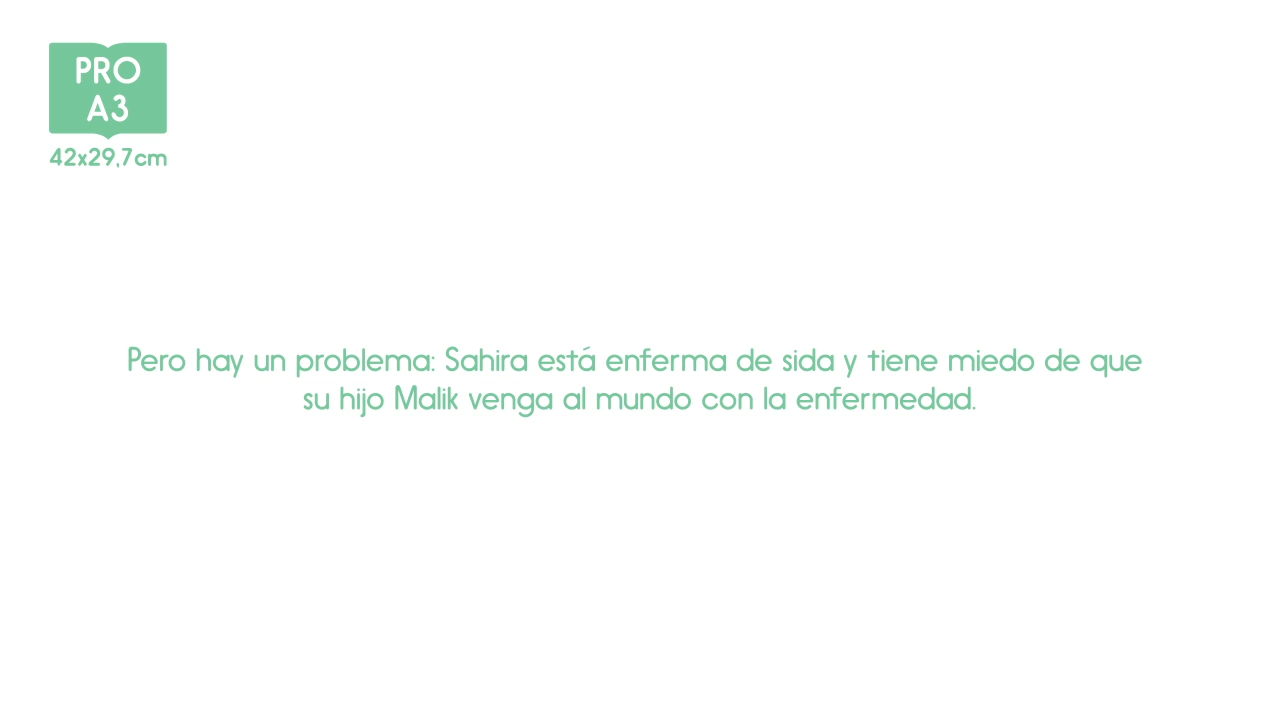 PRO
A3
42x29,7cm
Pero hay un problema: Sahira está enferma de sida y tiene miedo de que
su hijo Malik venga al mundo con la enfermedad.